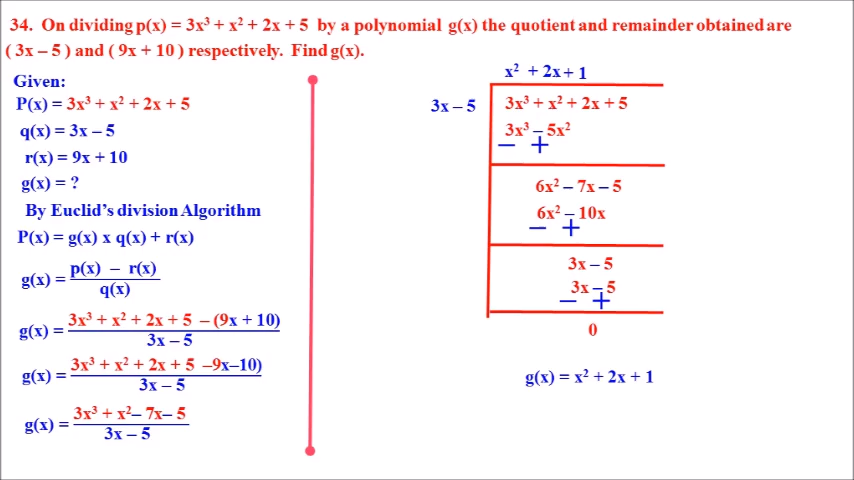 34. On dividing p(x) = 3x³ + x² + 2x + 5 by a polynomial g(x) the quotient and remainder obtained are
( 3x – 5 ) and ( 9x + 10 ) respectively. Find g(x).
Given:
P(x) = 3x³ + x² + 2x + 5
q(x) = 3x – 5
r(x) = 9x + 10
g(x) = ?
By Euclid's division Algorithm
P(x) = g(x) x q(x) + r(x)
g(x) = p(x) – r(x)
q(x)
g(x) = 3x³ + x² + 2x + 5 – (9x + 10)
3x – 5
g(x) = 3x³ + x² + 2x + 5 –9x–10)
3x – 5
g(x) = 3x³ + x²– 7x– 5
3x – 5
x² + 2x + 1
3x – 5 3x³ + x² + 2x + 5
3x³ – 5x²
– +
6x² – 7x – 5
6x² – 10x
– +
3x – 5
3x – 5
– +
0
g(x) = x² + 2x + 1